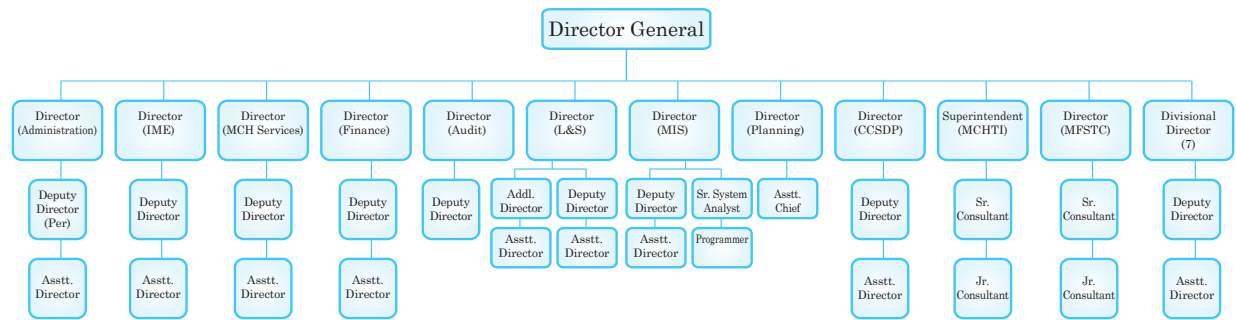 Director General
Director
(Administration)
Director
(IME)
Director
(MCH Services)
Director
(Finance)
Director
(Audit)
Director
(L&S)
Director
(MIS)
Director
(Planning)
Director
(CCSDP)
Superintendent
(MCHTI)
Director
(MFSTC)
Divisional
Director
(7)
Deputy
Director
(Per)
Deputy
Director
Deputy
Director
Deputy
Director
Deputy
Director
Addl.
Director
Deputy
Director
Deputy
Director
Sr. System
Analyst
Asstt.
Chief
Deputy
Director
Sr.
Consultant
Sr.
Consultant
Deputy
Director
Asstt.
Director
Asstt.
Director
Asstt.
Director
Programmer
Asstt.
Director
Asstt.
Director
Asstt.
Director
Asstt.
Director
Asstt.
Director
Jr.
Consultant
Jr.
Consultant
Asstt.
Director